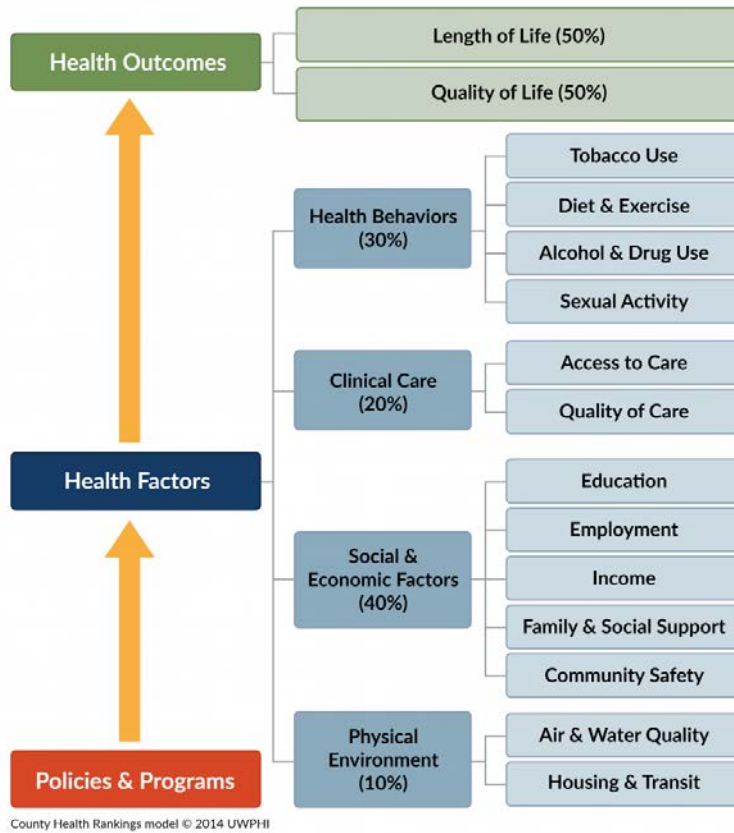 Health Outcomes
Length of Life (50%)
Quality of Life (50%)
Health Behaviors
(30%)
Tobacco Use
Diet & Exercise
Alcohol & Drug Use
Sexual Activity
Clinical Care
(20%)
Access to Care
Quality of Care
Health Factors
Social &
Economic Factors
(40%)
Education
Employment
Income
Family & Social Support
Community Safety
Physical
Environment
(10%)
Air & Water Quality
Housing & Transit
Policies & Programs
County Health Rankings model © 2014 UWPHI